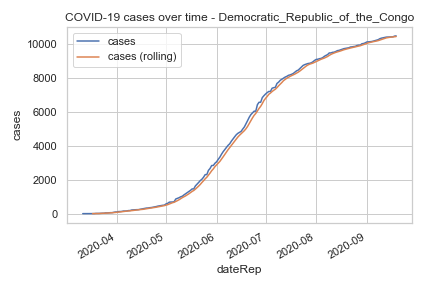 COVID-19 cases over time - Democratic_Republic_of_the_Congo
cases
cases (rolling)
10000
8000
6000
4000
2000
0
cases
2020-04
2020-05
2020-06
2020-07
2020-08
2020-09
dateRep